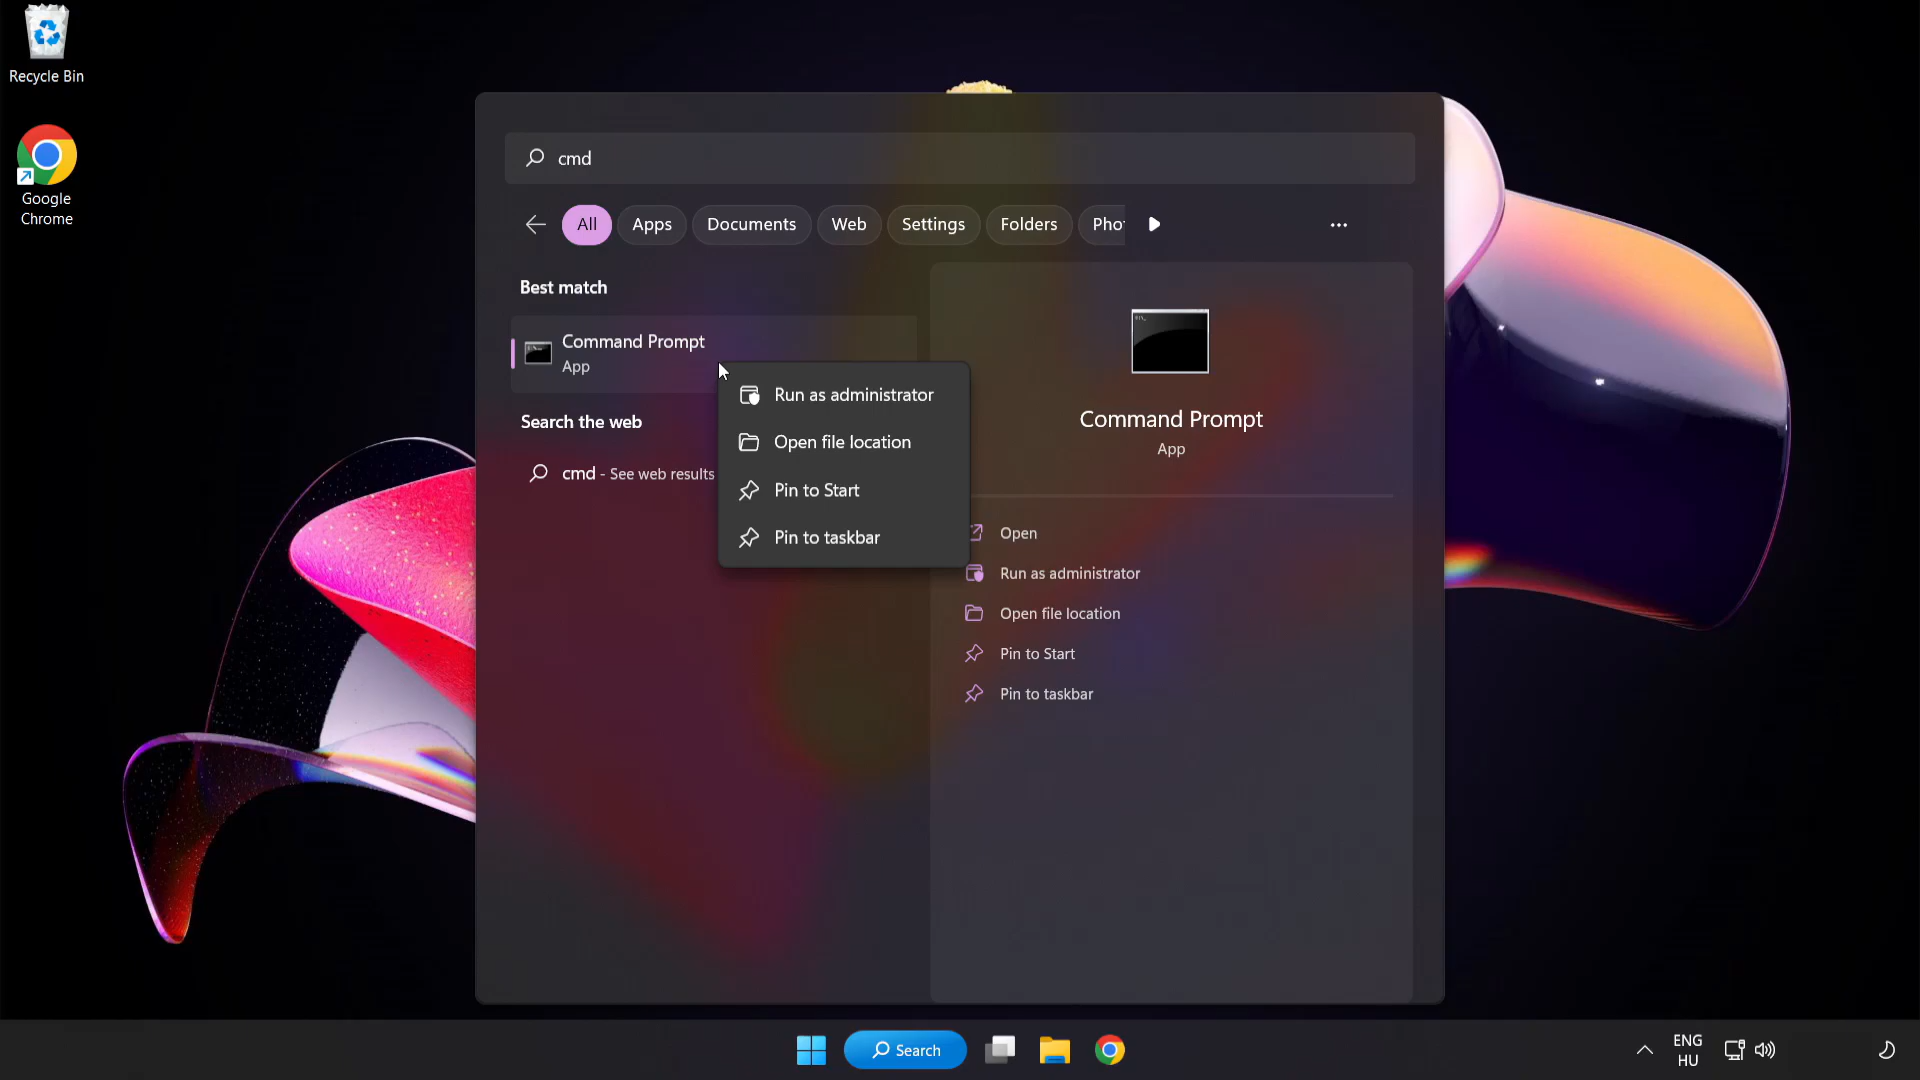 Recycle Bin
Google
Chrome
cmd
All
Apps
Documents
Web
Settings
Folders
Best match
Command Prompt
App
Search the web
cmd - See web results
Run as administrator
Open file location
Pin to Start
Pin to taskbar
Command Prompt
App
Open
Run as administrator
Open file location
Pin to Start
Pin to taskbar
Search
ENG
HU